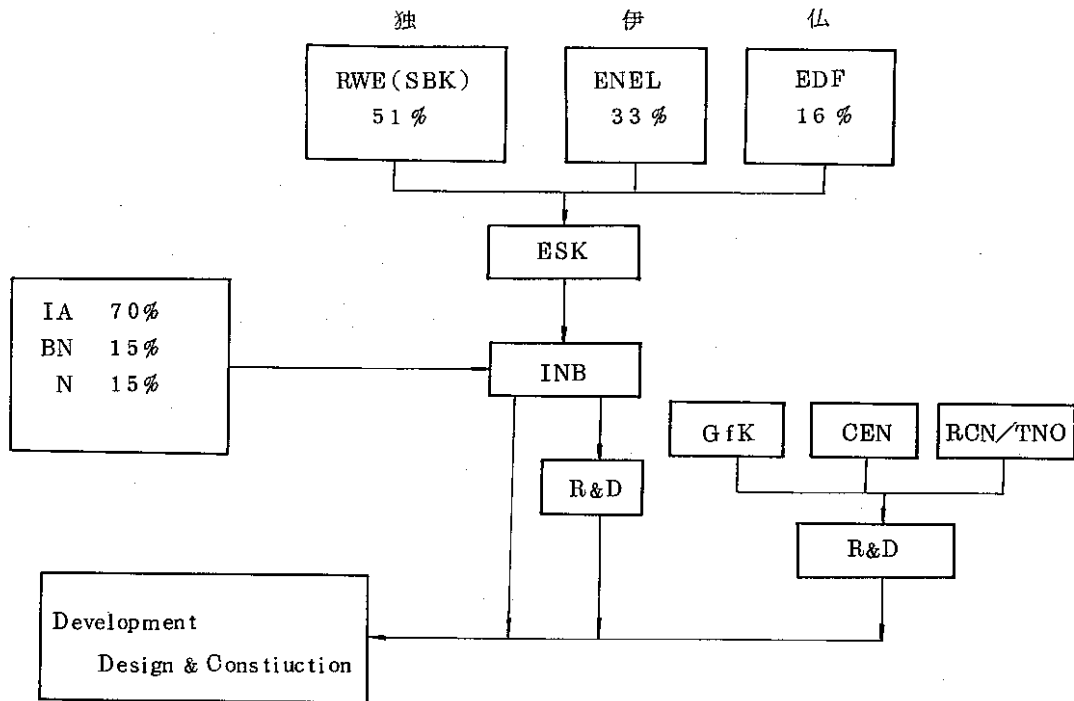 独 伊 仏
RWE(SBK) ENEL EDF
51% 33% 16%
ESK
IA 70%
BN 15%
N 15%
INB
GfK CEN RCN/TNO
R&D
R&D
Development
Design & Constiuction